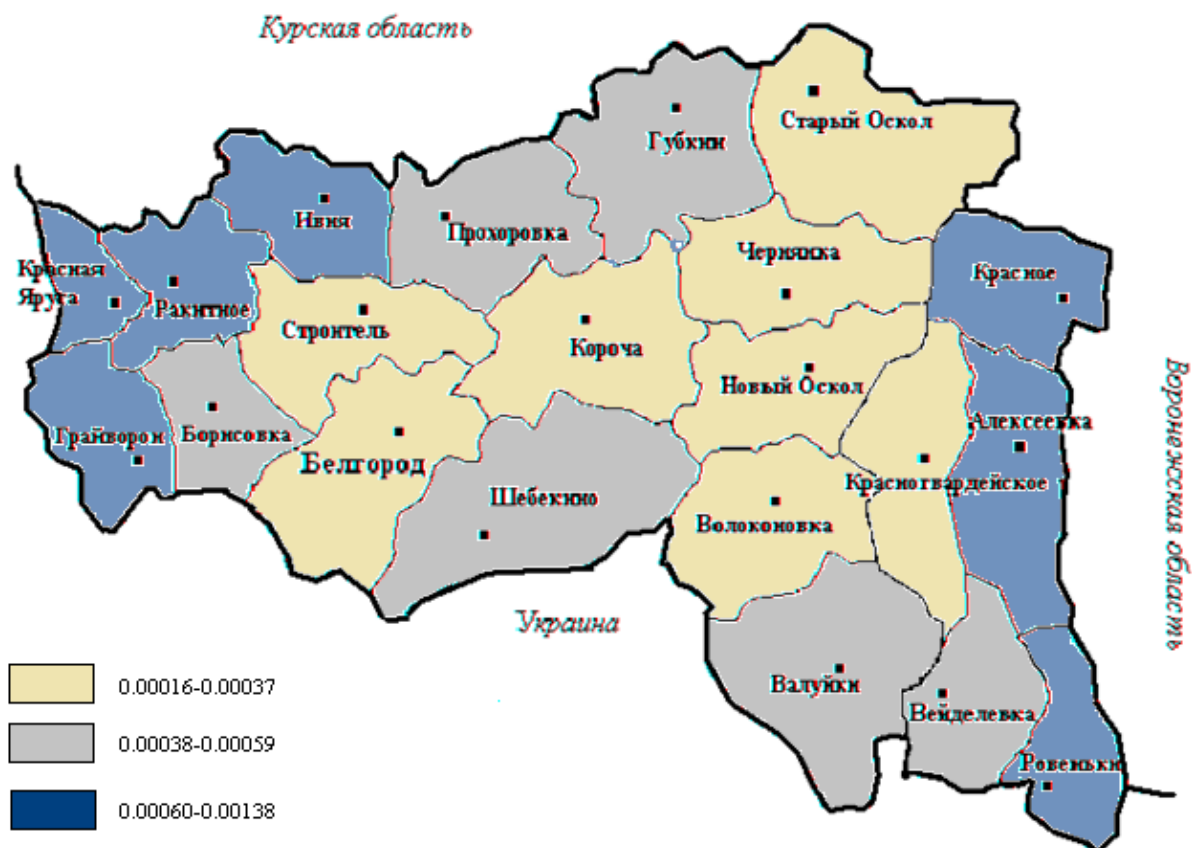 Курская область
Старый Оскол
Губкин
Ивня
Прохоровка
Чернянка
Красная
Яруга
Ракитное
Красное
Строитель
Короча
Новый Оскол
Алексеевка
Грайворон
Борисовка
Белгород
Красногвардейское
Шебекино
Волоконовка
Воронежская область
Украина
Валуйки
Вейделевка
Ровеньки
0.00016-0.00037
0.00038-0.00059
0.00060-0.00138